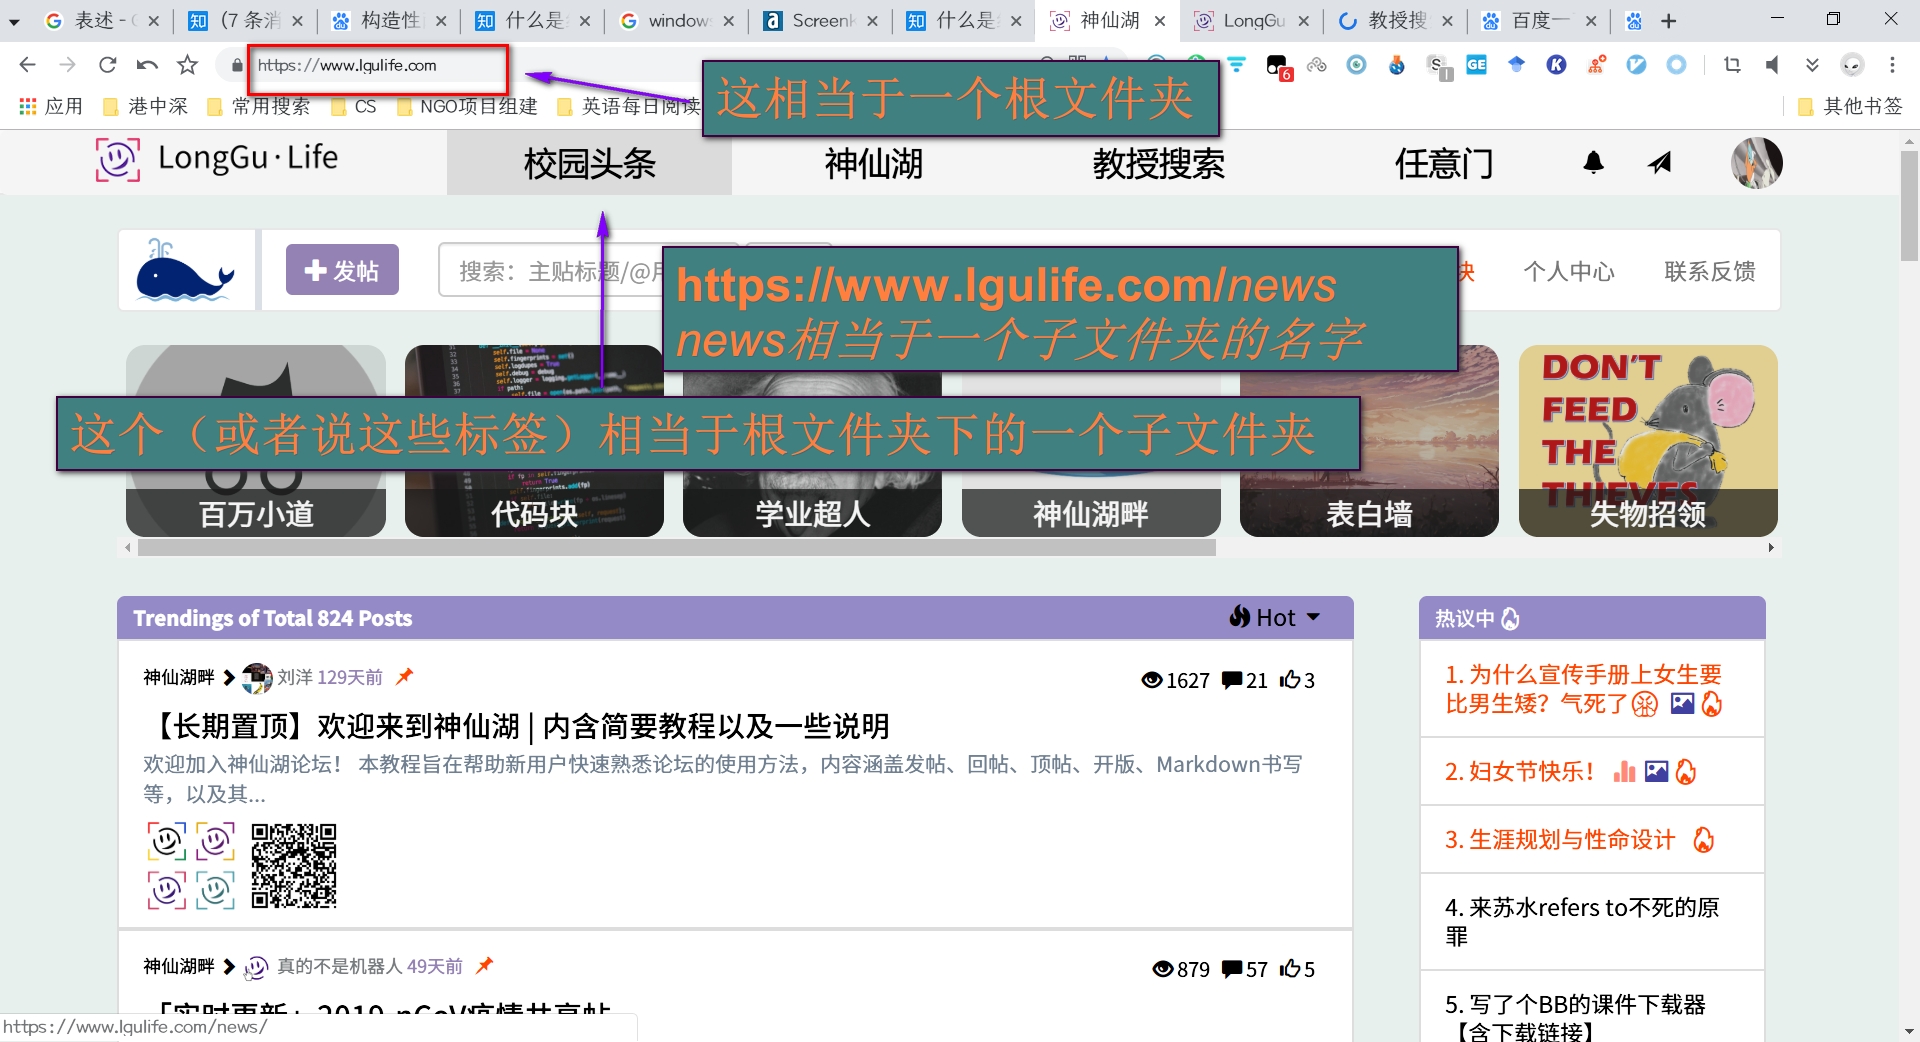 表述 - G
(7 条消
构造性
什么是
window
ScreenH
什么是
神仙湖
LongGu
教授搜
百度一
https://www.lgulife.com
6
GE
应用
港中深
常用搜索
CS
NGO项目组建
英语每日阅读
其他书签
这相当于一个根文件夹
LongGu·Life
校园头条
神仙湖
教授搜索
任意门
发帖
搜索：主贴标题/@
https://www.lgulife.com/news
news相当于一个子文件夹的名字
个人中心
联系反馈
这个（或者说这些标签）相当于根文件夹下的一个子文件夹
DON'T
FEED
THE
THIEVES
百万小道
代码块
学业超人
神仙湖畔
表白墙
失物招领
Trendings of Total 824 Posts
Hot
神仙湖畔 刘洋 129天前
1627 21 3
【长期置顶】欢迎来到神仙湖 | 内含简要教程以及一些说明
欢迎加入神仙湖论坛！ 本教程旨在帮助新用户快速熟悉论坛的使用方法，内容涵盖发帖、回帖、顶帖、开版、Markdown书写
等，以及其...
神仙湖畔 真的不是机器人 49天前
879 57 5
「实时更新」2019-nCoV疫情共享帖
热议中
1. 为什么宣传手册上女生要
比男生矮？气死了
2. 妇女节快乐！
3. 生涯规划与性命设计
4. 来苏水refers to不死的原
罪
5. 写了个BB的课件下载器
【含下载链接】
https://www.lgulife.com/news/